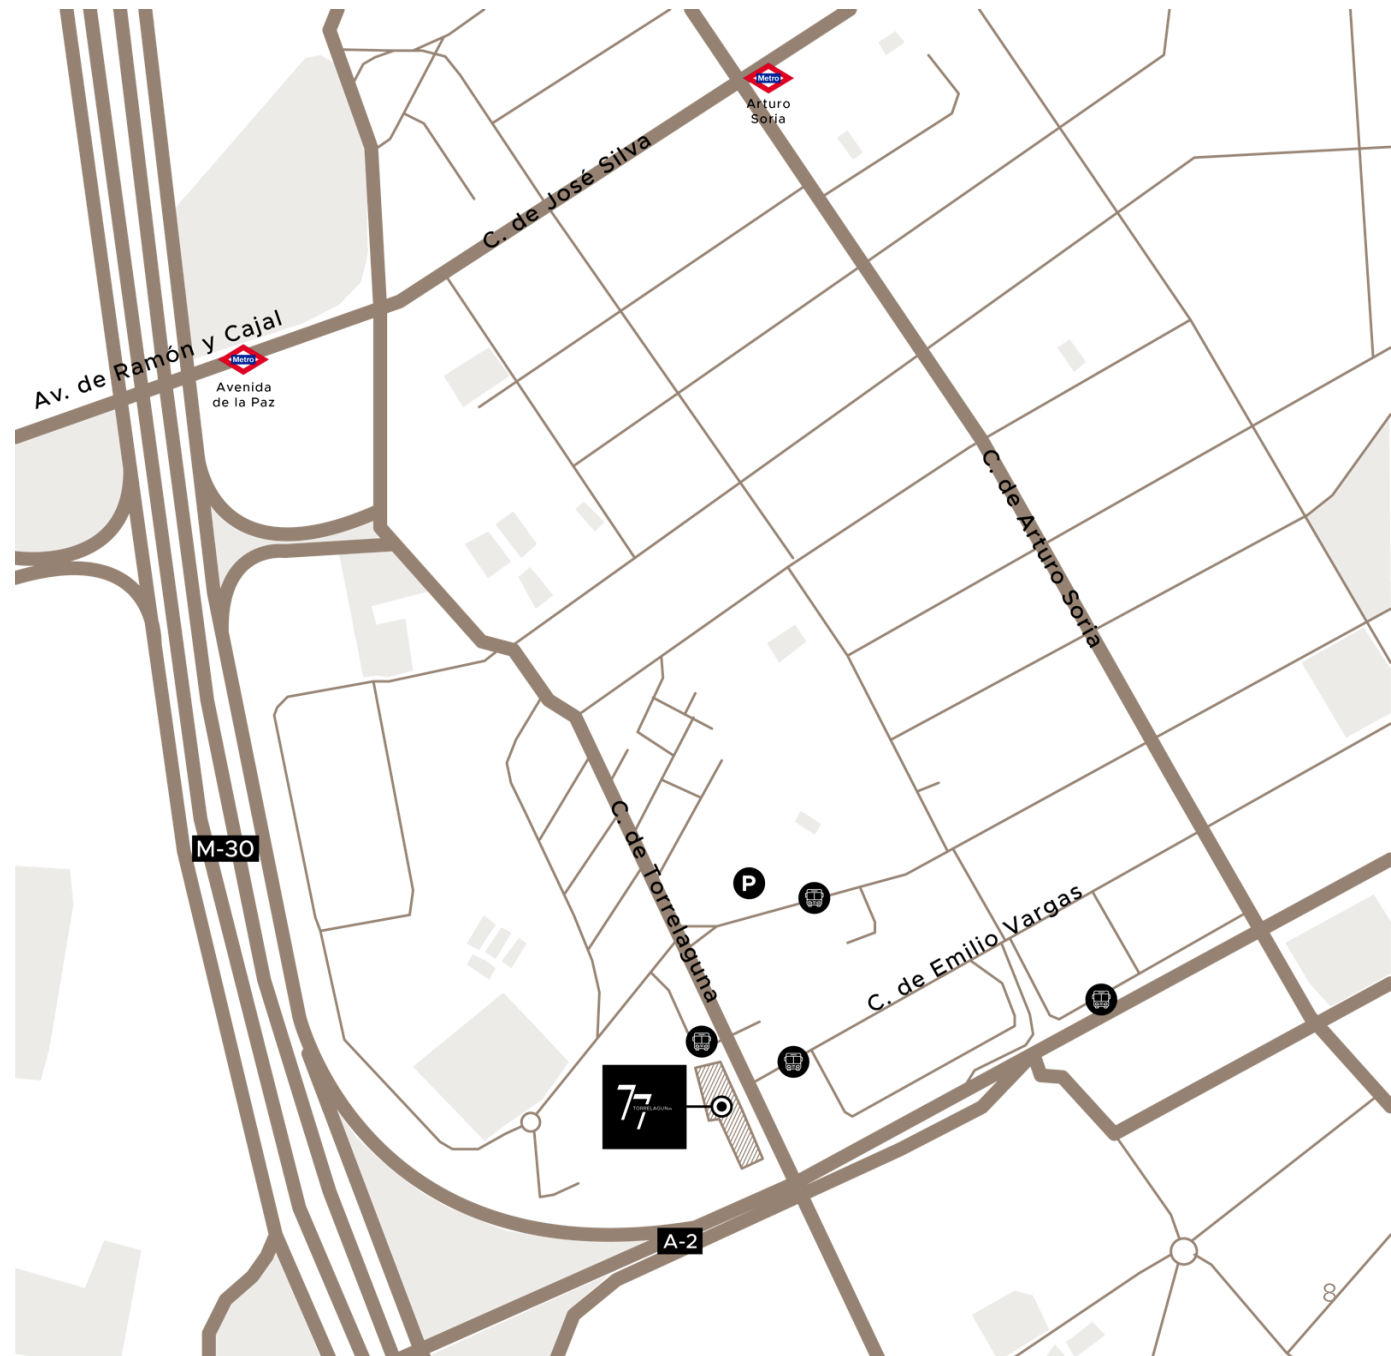 Metro
Arturo
Soria
C. de José Silva
Av. de Ramón y Cajal
Metro
Avenida
de la Paz
C. de Arturo Soria
M-30
C. de Torrelaguna
P
C. de Emilio Vargas
77
TORRELAGUNA
A-2
8